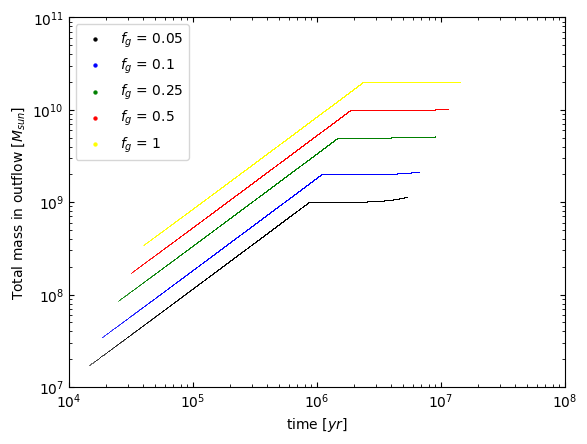 10^11
10^10
10^9
10^8
10^7
10^4
10^5
10^6
10^7
10^8
Total mass in outflow [M_sun]
time [yr]
f_g = 0.05
f_g = 0.1
f_g = 0.25
f_g = 0.5
f_g = 1